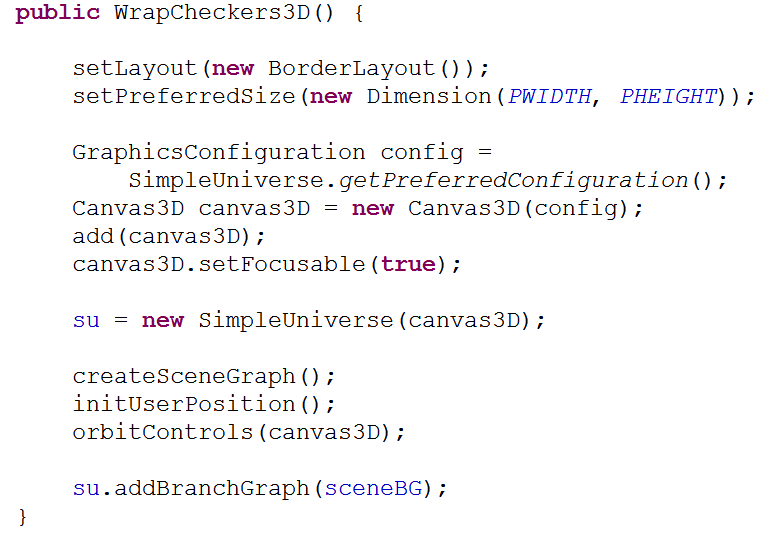 public WrapCheckers3D() {
setLayout(new BorderLayout());
setPreferredSize(new Dimension(PWIDTH, PHEIGHT));
GraphicsConfiguration config =
SimpleUniverse.getPreferredConfiguration();
Canvas3D canvas3D = new Canvas3D(config);
add(canvas3D);
canvas3D.setFocusable(true);
su = new SimpleUniverse(canvas3D);
createSceneGraph();
initUserPosition();
orbitControls(canvas3D);
su.addBranchGraph(sceneBG);
}